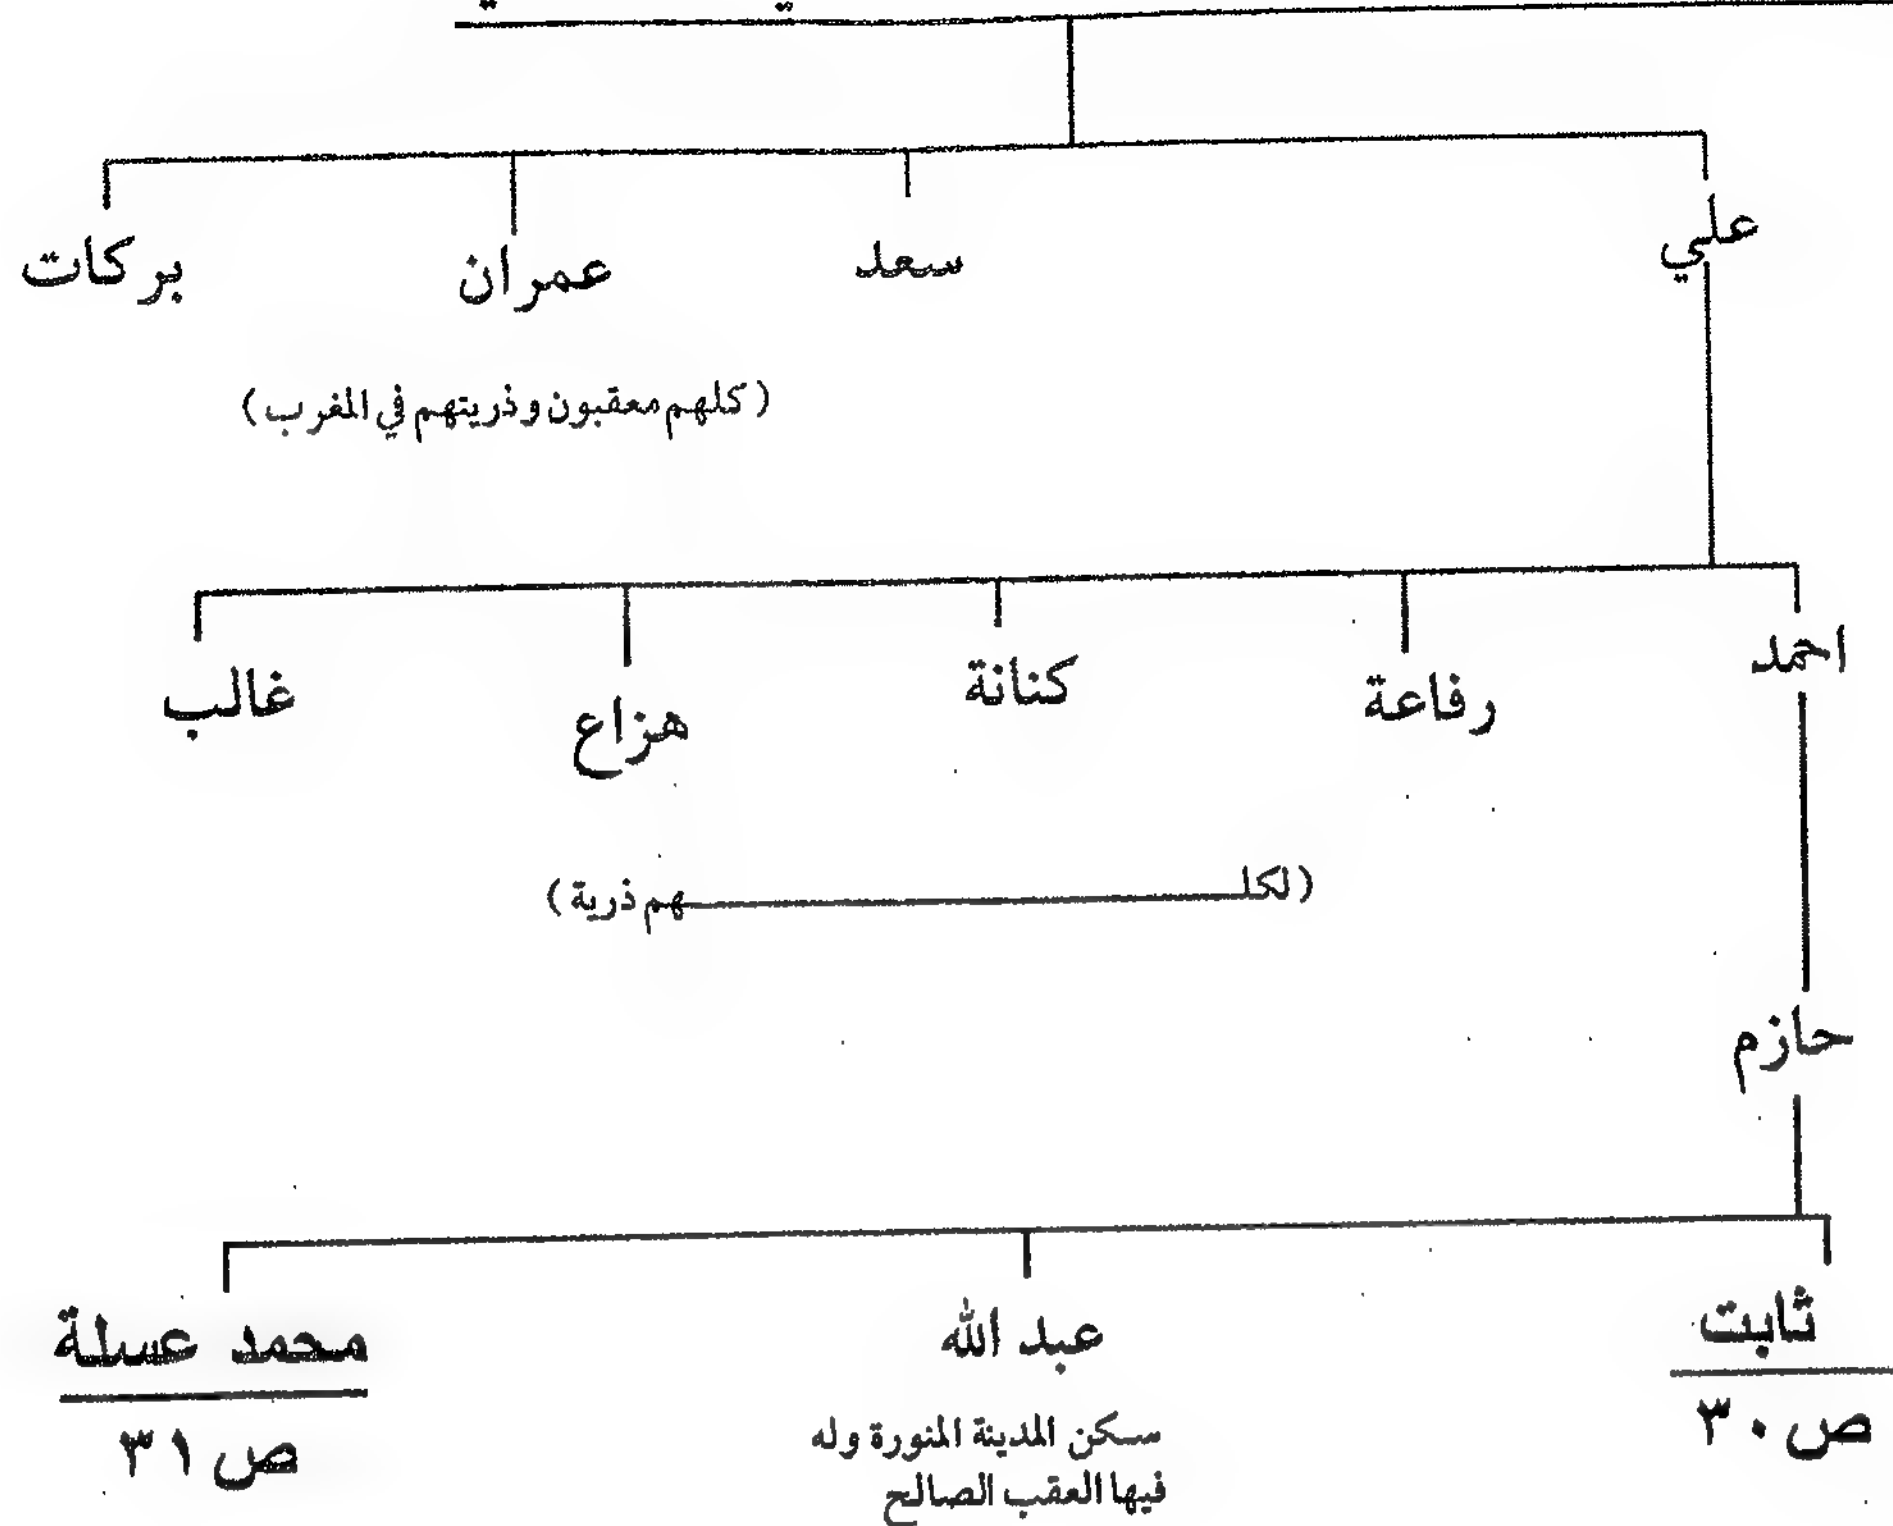 علي
سعد
عمران
بركات
(كلهم معقبون وذريتهم في المغرب)
احمد
رفاعة
كنانة
هزاع
غالب
(لكلــــــهم ذرية)
حازم
ثابت
ص ٣٠
عبد الله
سكن المدينة المنورة وله
فيها العقب الصالح
محمد عسلة
ص ٣١